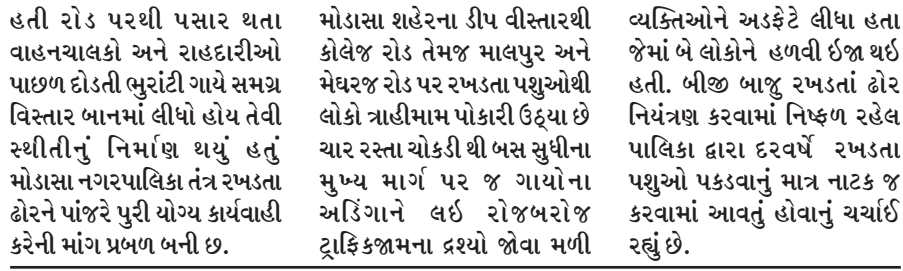 હતી રોડ પરથી પસાર થતા
વાહનચાલકો અને રાહદારીઓ
પાછળ દોડતી ભુરાંટી ગાયે સમગ્ર
વિસ્તાર બાનમાં લીધો હોય તેવી
સ્થીતીનું નિર્માણ થયું હતું
મોડાસા નગરપાલિકા તંત્ર રખડતા
ઢોરને પાંજરે પુરી યોગ્ય કાર્યવાહી
કરેની માંગ પ્રબળ બની છ.
મોડાસા શહેરના ડીપ વીસ્તારથી
કોલેજ રોડ તેમજ માલપુર અને
મેઘરજ રોડ પર રખડતા પશુઓથી
લોકો ત્રાહીમામ પોકારી ઉઠ્યા છે
ચાર રસ્તા ચોકડી થી બસ સુધીના
મુખ્ય માર્ગ પર જ ગાયોના
અડિંગાને લઇ રોજબરોજ
ટ્રાફિકજામના દ્રશ્યો જોવા મળી
વ્યક્તિઓને અડફેટે લીધા હતા
જેમાં બે લોકોને હળવી ઇજા થઇ
હતી. બીજી બાજુ રખડતાં ઢોર
નિયંત્રણ કરવામાં નિષ્ફળ રહેલ
પાલિકા દ્વારા દરવર્ષે રખડતા
પશુઓ પકડવાનું માત્ર નાટક જ
કરવામાં આવતું હોવાનું ચર્ચાઈ
રહ્યું છે.